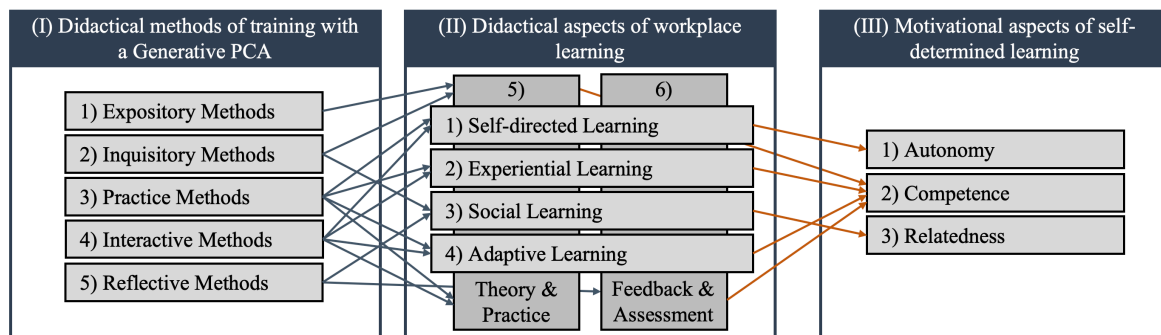 (I) Didactical methods of training with
a Generative PCA
1) Expository Methods
2) Inquisitory Methods
3) Practice Methods
4) Interactive Methods
5) Reflective Methods
(II) Didactical aspects of workplace
learning
5)
6)
1) Self-directed Learning
2) Experiential Learning
3) Social Learning
4) Adaptive Learning
Theory &
Practice
Feedback &
Assessment
(III) Motivational aspects of self-
determined learning
1) Autonomy
2) Competence
3) Relatedness